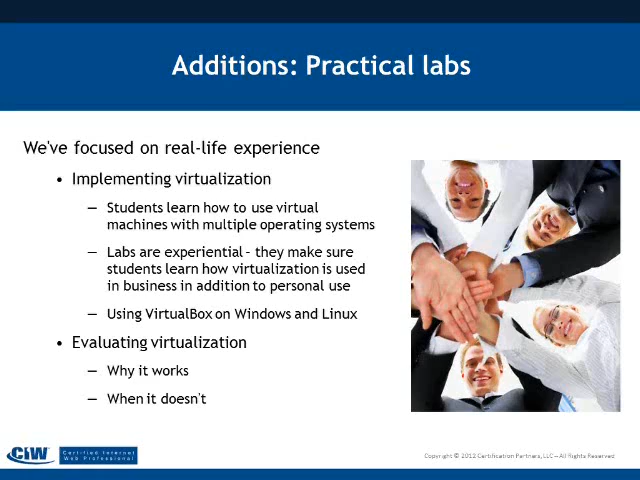 Additions: Practical labs
We've focused on real-life experience
• Implementing virtualization
— Students learn how to use virtual
machines with multiple operating systems
— Labs are experiential – they make sure
students learn how virtualization is used
in business in addition to personal use
— Using VirtualBox on Windows and Linux
• Evaluating virtualization
— Why it works
— When it doesn't
CIW
Certified Internet
Web Professional
Copyright © 2012 Certification Partners, LLC — All Rights Reserved